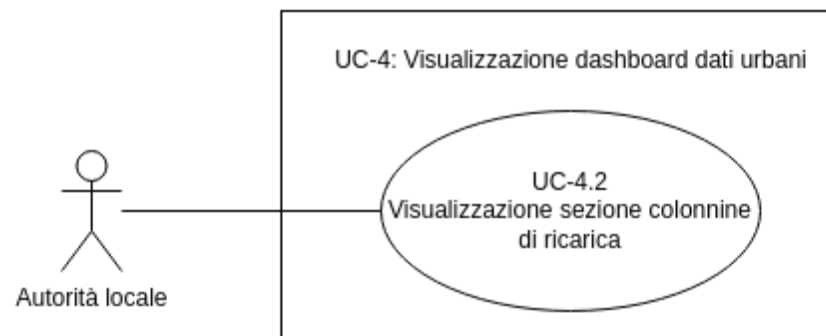 UC-4: Visualizzazione dashboard dati urbani
UC-4.2
Visualizzazione sezione colonnine
di ricarica
Autorità locale